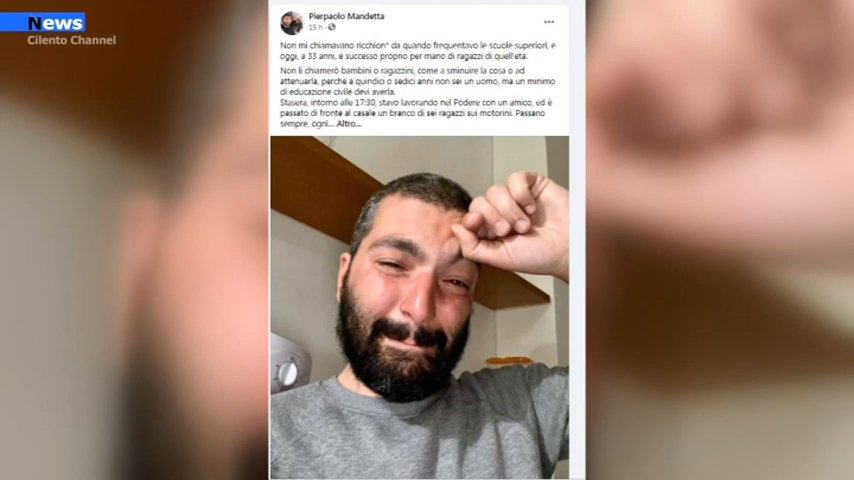 News
Cilento Channel
Pierpaolo Mandetta
15 h ·
Non mi chiamavano ricchion* da quando frequentavo le scuole superiori, e
oggi, a 33 anni, è successo proprio per mano di ragazzi di quell'età.
Non li chiamerò bambini o ragazzini, come a sminuire la cosa o ad
attenuarla, perché a quindici o sedici anni non sei un uomo, ma un minimo
di educazione civile devi averla.
Stasera, intorno alle 17:30, stavo lavorando nel Podere con un amico, ed è
passato di fronte al casale un branco di sei ragazzi sui motorini. Passano
sempre, ogni... Altro...